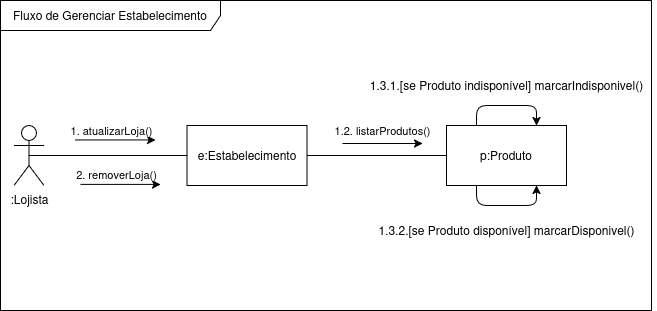 Fluxo de Gerenciar Estabelecimento
1.3.1.[se Produto indisponível] marcarIndisponivel()
1. atualizarLoja()
1.2. listarProdutos()
e:Estabelecimento
p:Produto
2. removerLoja()
:Lojista
1.3.2.[se Produto disponível] marcarDisponivel()